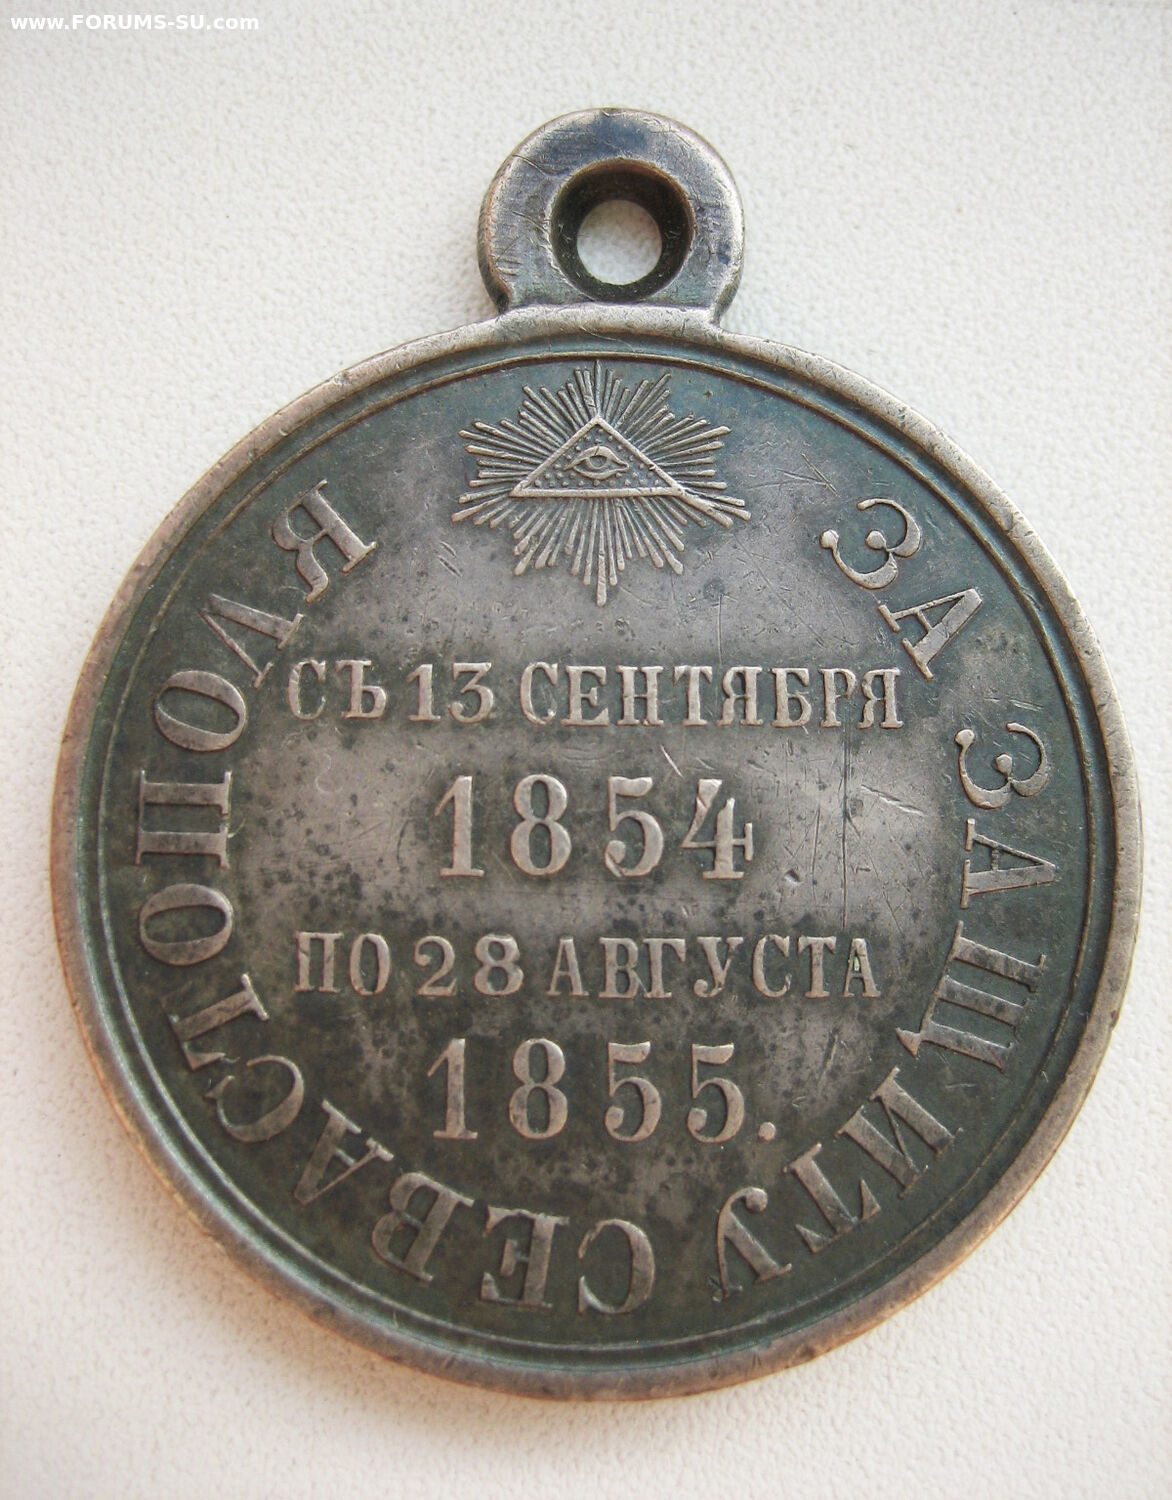 www.FORUMS-SU.com
ЗА ЗАЩИТУ СЕВАСТОПОЛЯ
СЪ 13 СЕНТЯБРЯ
1854
ПО 28 АВГУСТА
1855.